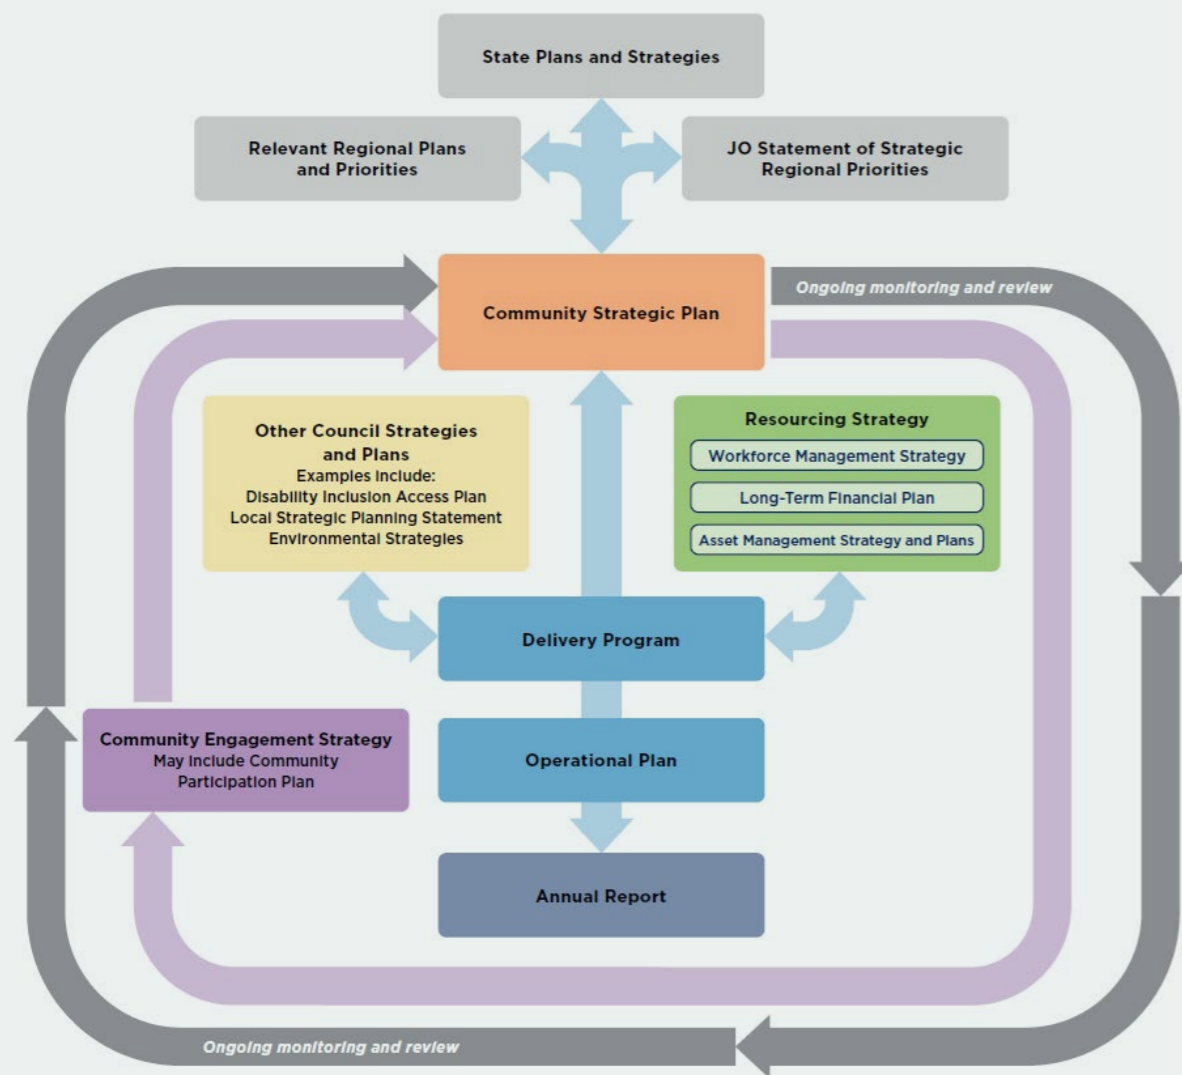 State Plans and Strategies
Relevant Regional Plans
and Priorities
JO Statement of Strategic
Regional Priorities
Community Strategic Plan
Ongoing monitoring and review
Other Council Strategies
and Plans
Examples include:
Disability Inclusion Access Plan
Local Strategic Planning Statement
Environmental Strategies
Resourcing Strategy
Workforce Management Strategy
Long-Term Financial Plan
Asset Management Strategy and Plans
Delivery Program
Community Engagement Strategy
May include Community
Participation Plan
Operational Plan
Annual Report
Ongoing monitoring and review